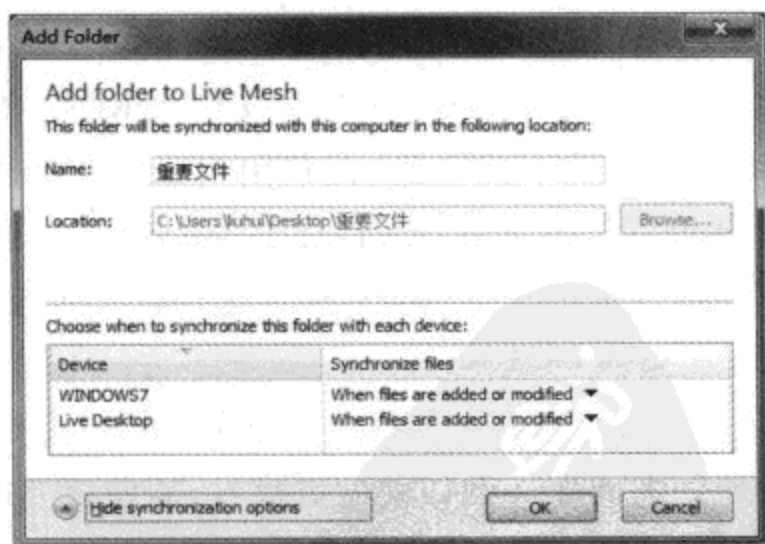 Add Folder
Add folder to Live Mesh
This folder will be synchronized with this computer in the following location:
Name: 重要文件
Location: C:\Users\liuhui\Desktop\重要文件 Browse...
Choose when to synchronize this folder with each device:
Device Synchronize files
WINDOWS7 When files are added or modified
Live Desktop When files are added or modified
Hide synchronization options OK Cancel